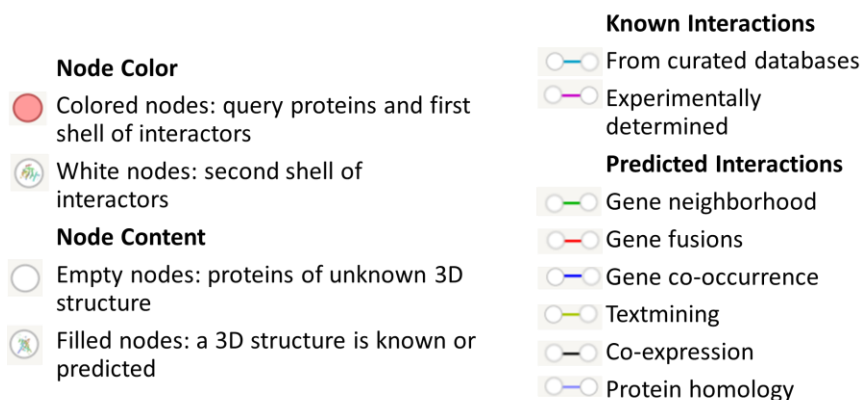 Node Color
Colored nodes: query proteins and first
shell of interactors
White nodes: second shell of
interactors
Node Content
Empty nodes: proteins of unknown 3D
structure
Filled nodes: a 3D structure is known or
predicted
Known Interactions
From curated databases
Experimentally
determined
Predicted Interactions
Gene neighborhood
Gene fusions
Gene co-occurrence
Textmining
Co-expression
Protein homology